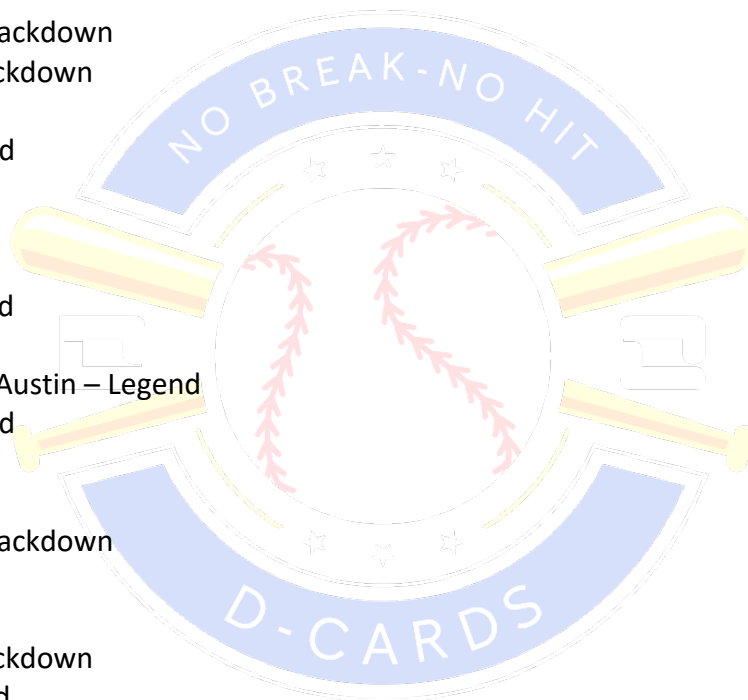 ackdown
ckdown
NO BREAK-NO HIT
d
d
Austin – Legend
d
ackdown
D-CARDS
ckdown
d